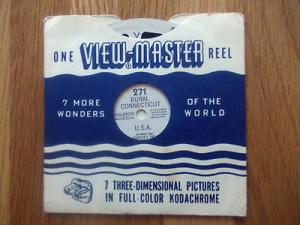 ONE VIEW-MASTER REEL
271
RURAL
CONNECTICUT
U.S.A.
7 MORE
WONDERS
OF THE
WORLD
7 THREE-DIMENSIONAL PICTURES
IN FULL-COLOR KODACHROME